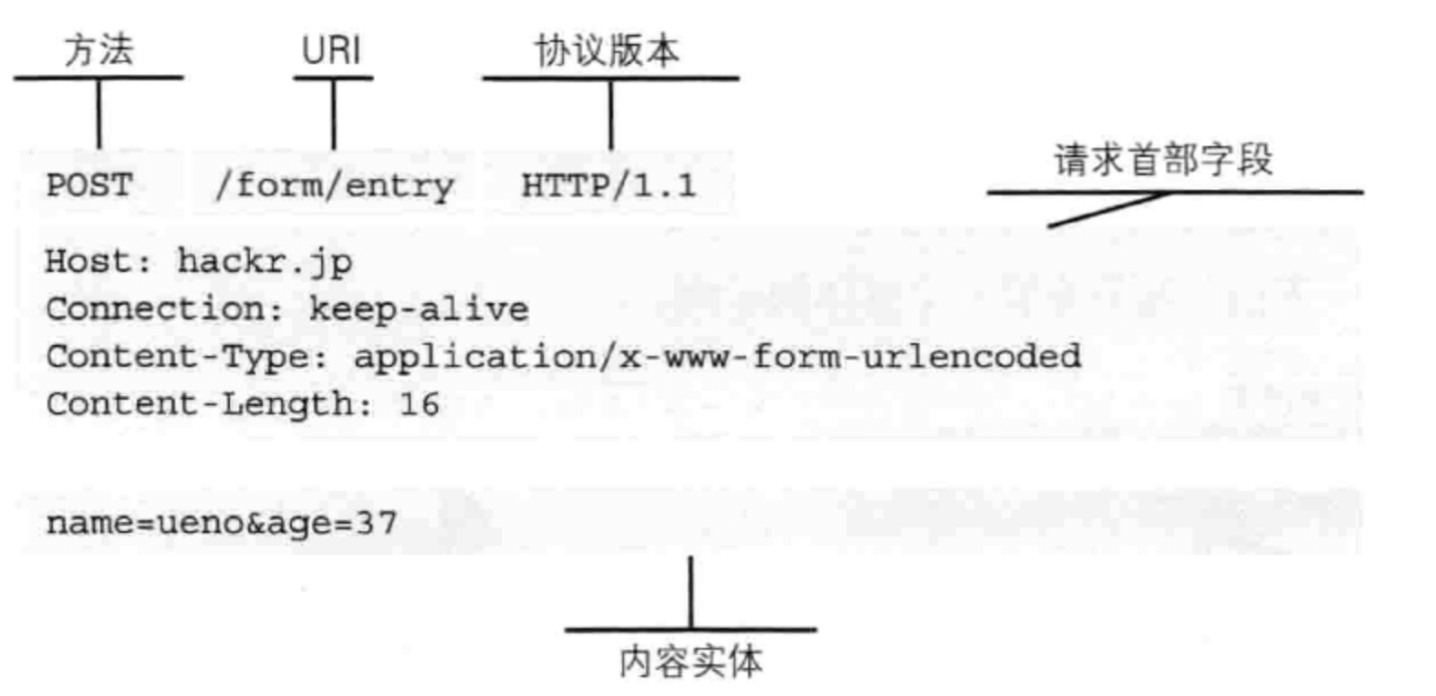 方法 URI 协议版本
请求首部字段
POST /form/entry HTTP/1.1
Host: hackr.jp
Connection: keep-alive
Content-Type: application/x-www-form-urlencoded
Content-Length: 16
name=ueno&age=37
内容实体